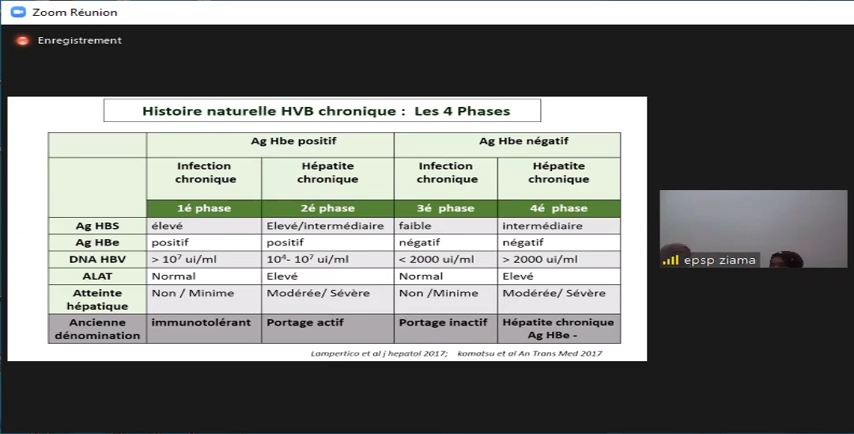 Zoom Réunion
Enregistrement
Histoire naturelle HVB chronique : Les 4 Phases
Ag Hbe positif Ag Hbe négatif
Infection chronique Hépatite chronique Infection chronique Hépatite chronique
1é phase 2é phase 3é phase 4é phase
Ag HBS élevé Elevé/intermédiaire faible intermédiaire
Ag HBe positif positif négatif négatif
DNA HBV > 10⁷ ui/ml 10⁴- 10⁷ ui/ml < 2000 ui/ml > 2000 ui/ml
ALAT Normal Elevé Normal Elevé
Atteinte hépatique Non / Minime Modérée/ Sévère Non /Minime Modérée/ Sévère
Ancienne dénomination immunotolérant Portage actif Portage inactif Hépatite chronique Ag HBe -
Lampertico et al j hepatol 2017; komatsu et al An Trans Med 2017
epsp ziama